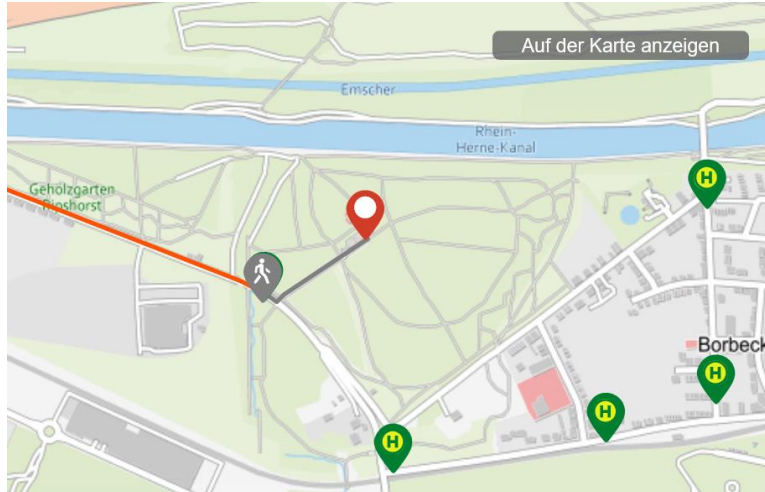 Auf der Karte anzeigen
Emscher
Rhein-
Herne-Kanal
Gehölzgarten
Ripshorst
H
Borbeck
H
H
H